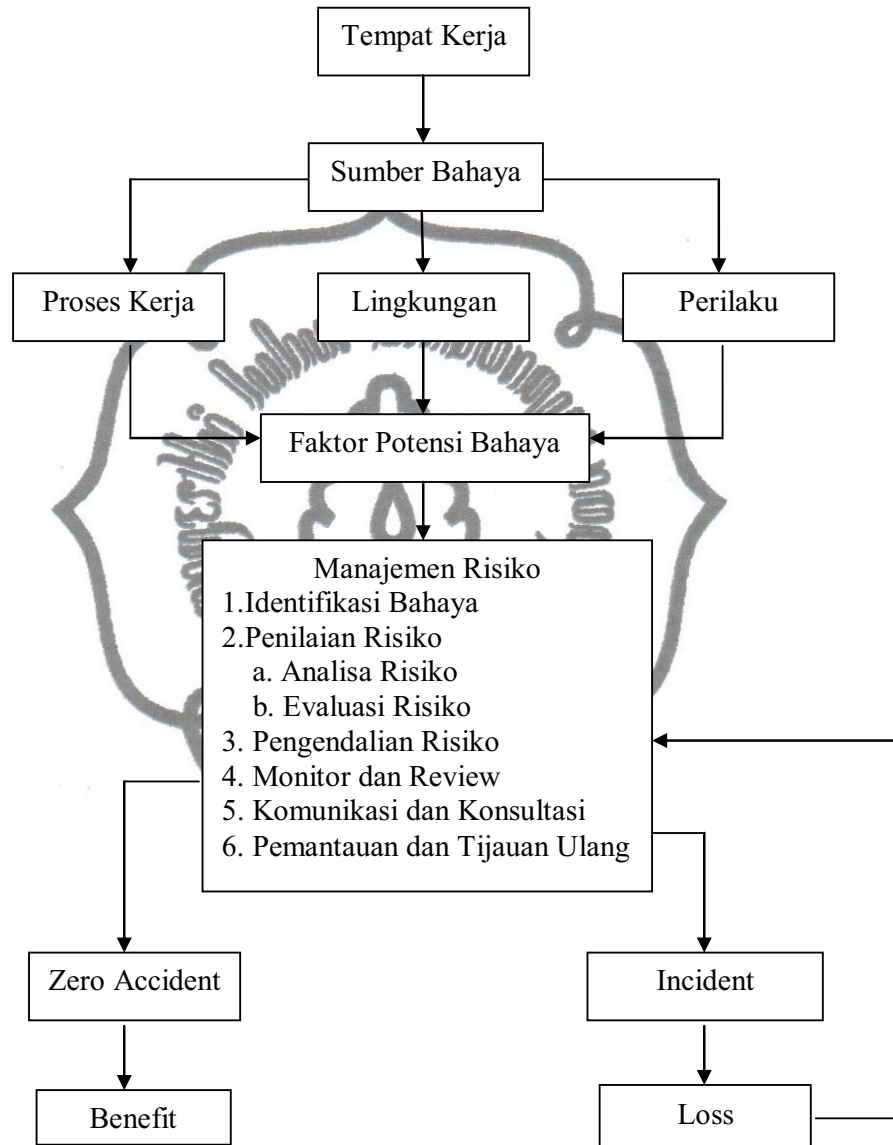 Tempat Kerja
Sumber Bahaya
Proses Kerja
Lingkungan
Perilaku
Faktor Potensi Bahaya
Manajemen Risiko
1.Identifikasi Bahaya
2.Penilaian Risiko
a. Analisa Risiko
b. Evaluasi Risiko
3. Pengendalian Risiko
4. Monitor dan Review
5. Komunikasi dan Konsultasi
6. Pemantauan dan Tijauan Ulang
Zero Accident
Incident
Benefit
Loss